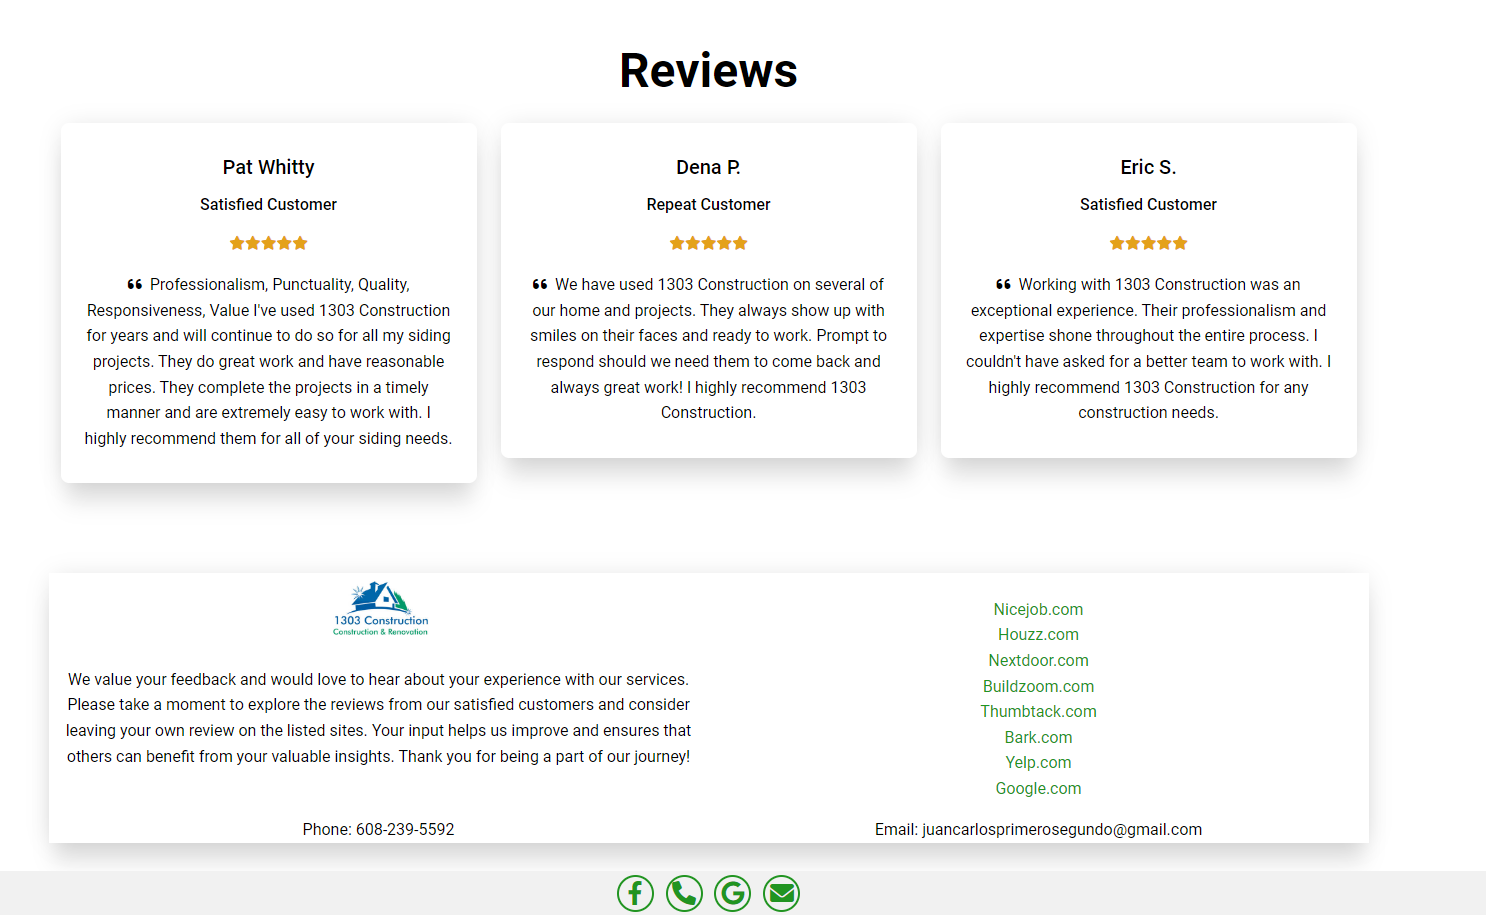 Reviews
Pat Whitty
Satisfied Customer
❝ Professionalism, Punctuality, Quality,
Responsiveness, Value I've used 1303 Construction
for years and will continue to do so for all my siding
projects. They do great work and have reasonable
prices. They complete the projects in a timely
manner and are extremely easy to work with. I
highly recommend them for all of your siding needs.
Dena P.
Repeat Customer
❝ We have used 1303 Construction on several of
our home and projects. They always show up with
smiles on their faces and ready to work. Prompt to
respond should we need them to come back and
always great work! I highly recommend 1303
Construction.
Eric S.
Satisfied Customer
❝ Working with 1303 Construction was an
exceptional experience. Their professionalism and
expertise shone throughout the entire process. I
couldn't have asked for a better team to work with. I
highly recommend 1303 Construction for any
construction needs.
1303 Construction
Construction & Renovation
We value your feedback and would love to hear about your experience with our services.
Please take a moment to explore the reviews from our satisfied customers and consider
leaving your own review on the listed sites. Your input helps us improve and ensures that
others can benefit from your valuable insights. Thank you for being a part of our journey!
Nicejob.com
Houzz.com
Nextdoor.com
Buildzoom.com
Thumbtack.com
Bark.com
Yelp.com
Google.com
Phone: 608-239-5592
Email: juancarlosprimerosegundo@gmail.com